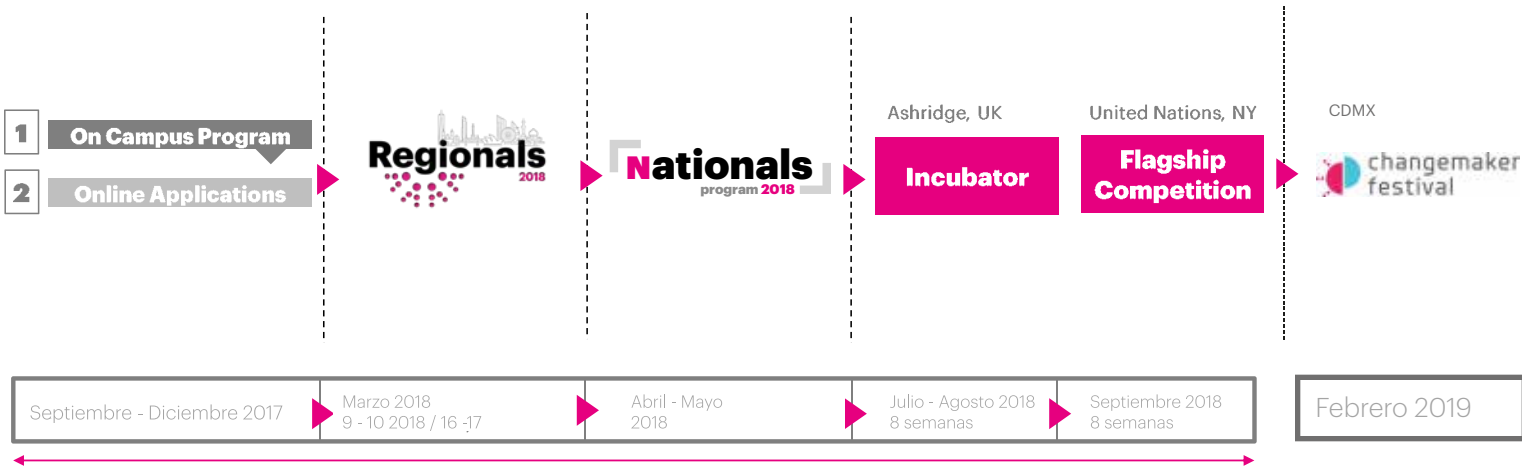 1
On Campus Program
2
Online Applications
Regionals
2018
Nationals
program 2018
Ashridge, UK
Incubator
United Nations, NY
Flagship
Competition
CDMX
changemaker
festival
Septiembre - Diciembre 2017
Marzo 2018
9 - 10 2018 / 16 -17
Abril - Mayo
2018
Julio - Agosto 2018
8 semanas
Septiembre 2018
8 semanas
Febrero 2019